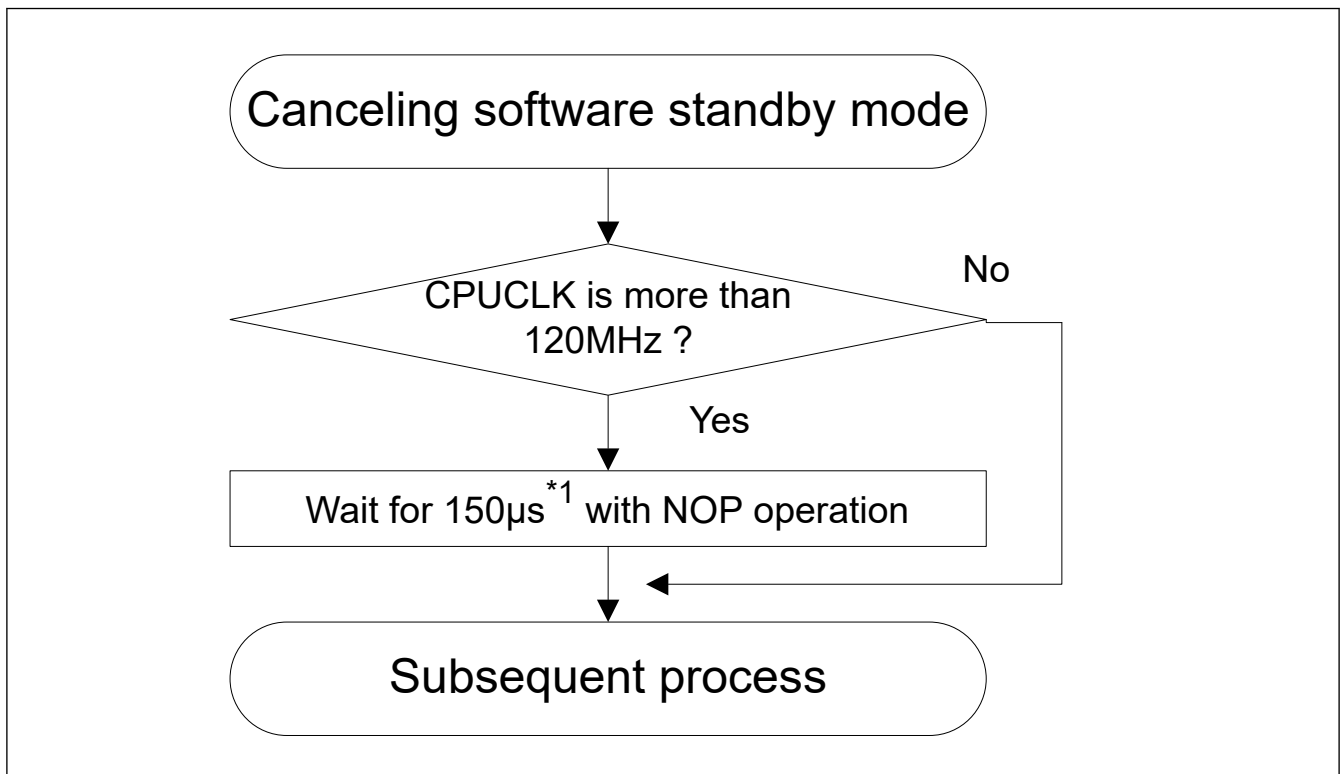 Canceling software standby mode
CPUCLK is more than
120MHz ?
No
Yes
Wait for 150µs*1 with NOP operation
Subsequent process